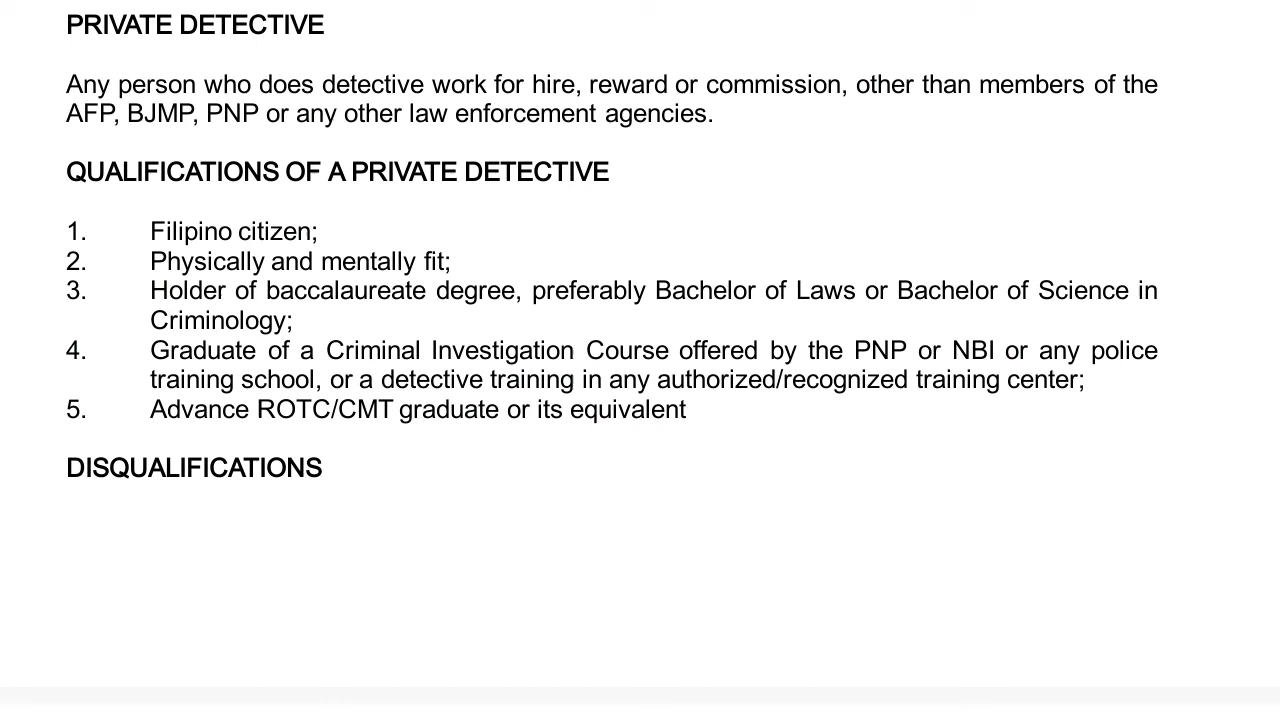 PRIVATE DETECTIVE
Any person who does detective work for hire, reward or commission, other than members of the
AFP, BJMP, PNP or any other law enforcement agencies.
QUALIFICATIONS OF A PRIVATE DETECTIVE
1. Filipino citizen;
2. Physically and mentally fit;
3. Holder of baccalaureate degree, preferably Bachelor of Laws or Bachelor of Science in
Criminology;
4. Graduate of a Criminal Investigation Course offered by the PNP or NBI or any police
training school, or a detective training in any authorized/recognized training center;
5. Advance ROTC/CMT graduate or its equivalent
DISQUALIFICATIONS